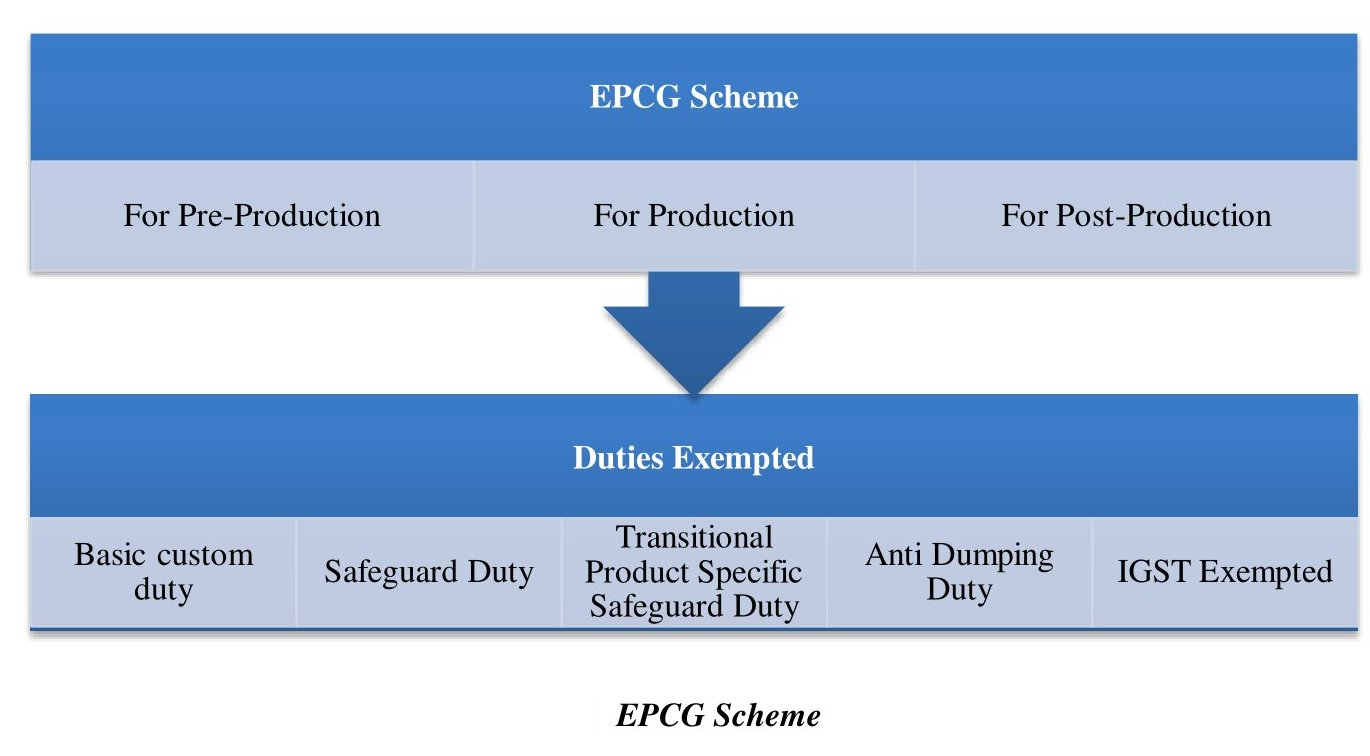 EPCG Scheme
For Pre-Production
For Production
For Post-Production
Duties Exempted
Basic custom
duty
Safeguard Duty
Transitional
Product Specific
Safeguard Duty
Anti Dumping
Duty
IGST Exempted
EPCG Scheme